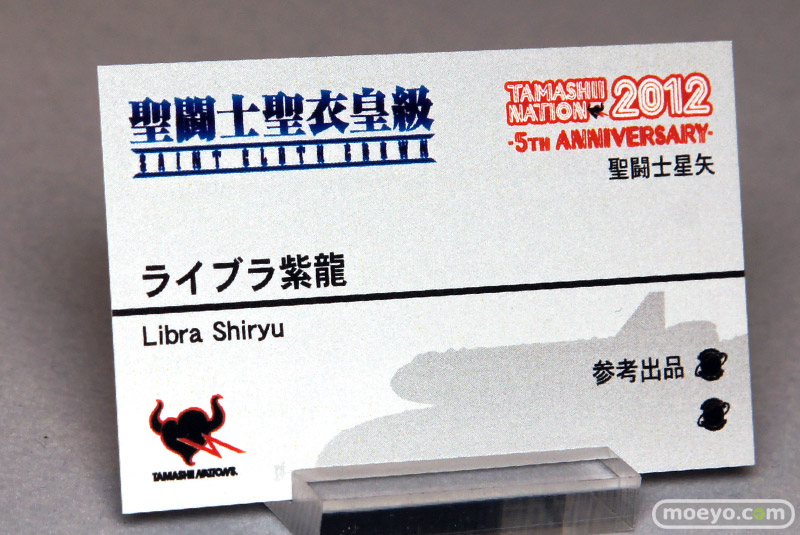 聖闘士聖衣皇級
SAINT CLOTH CROWN
TAMASHII
NATION 2012
-5TH ANNIVERSARY-
聖闘士星矢
ライブラ紫龍
Libra Shiryu
参考出品
TAMASHII NATIONS
moeyo.com